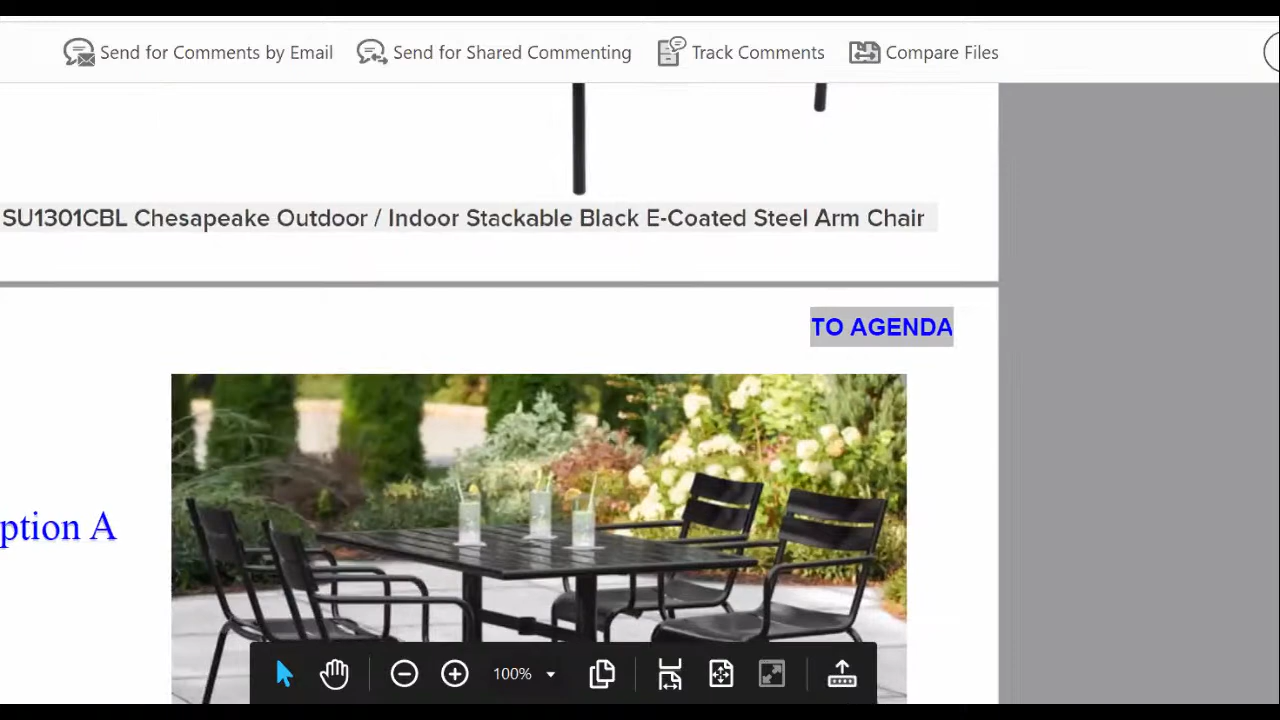 Send for Comments by Email Send for Shared Commenting Track Comments Compare Files
SU1301CBL Chesapeake Outdoor / Indoor Stackable Black E-Coated Steel Arm Chair
TO AGENDA
ption A
100%